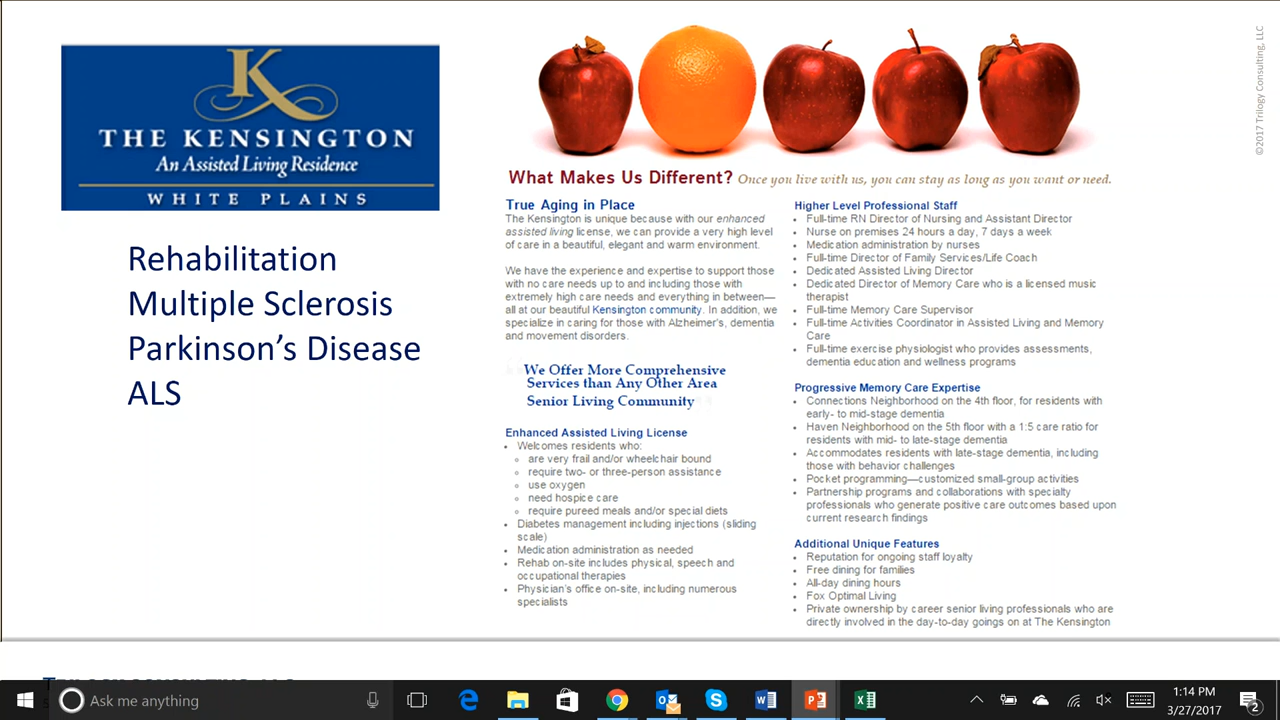 K
THE KENSINGTON
An Assisted Living Residence
WHITE PLAINS
Rehabilitation
Multiple Sclerosis
Parkinson's Disease
ALS
©2017 Trilogy Consulting, LLC
What Makes Us Different? Once you live with us, you can stay as long as you want or need.
True Aging in Place
The Kensington is unique because with our enhanced
assisted living license, we can provide a very high level
of care in a beautiful, elegant and warm environment.
We have the experience and expertise to support those
with no care needs up to and including those with
extremely high care needs and everything in between—
all at our beautiful Kensington community. In addition, we
specialize in caring for those with Alzheimer's, dementia
and movement disorders.
We Offer More Comprehensive
Services than Any Other Area
Senior Living Community
Enhanced Assisted Living License
• Welcomes residents who:
○ are very frail and/or wheelchair bound
○ require two- or three-person assistance
○ use oxygen
○ need hospice care
○ require pureed meals and/or special diets
• Diabetes management including injections (sliding
scale)
• Medication administration as needed
• Rehab on-site includes physical, speech and
occupational therapies
• Physician's office on-site, including numerous
specialists
Higher Level Professional Staff
• Full-time RN Director of Nursing and Assistant Director
• Nurse on premises 24 hours a day, 7 days a week
• Medication administration by nurses
• Full-time Director of Family Services/Life Coach
• Dedicated Assisted Living Director
• Dedicated Director of Memory Care who is a licensed music
therapist
• Full-time Memory Care Supervisor
• Full-time Activities Coordinator in Assisted Living and Memory
Care
• Full-time exercise physiologist who provides assessments,
dementia education and wellness programs
Progressive Memory Care Expertise
• Connections Neighborhood on the 4th floor, for residents with
early- to mid-stage dementia
• Haven Neighborhood on the 5th floor with a 1:5 care ratio for
residents with mid- to late-stage dementia
• Accommodates residents with late-stage dementia, including
those with behavior challenges
• Pocket programming—customized small-group activities
• Partnership programs and collaborations with specialty
professionals who generate positive care outcomes based upon
current research findings
Additional Unique Features
• Reputation for ongoing staff loyalty
• Free dining for families
• All-day dining hours
• Fox Optimal Living
• Private ownership by career senior living professionals who are
directly involved in the day-to-day goings on at The Kensington
Ask me anything
1:14 PM
3/27/2017
2